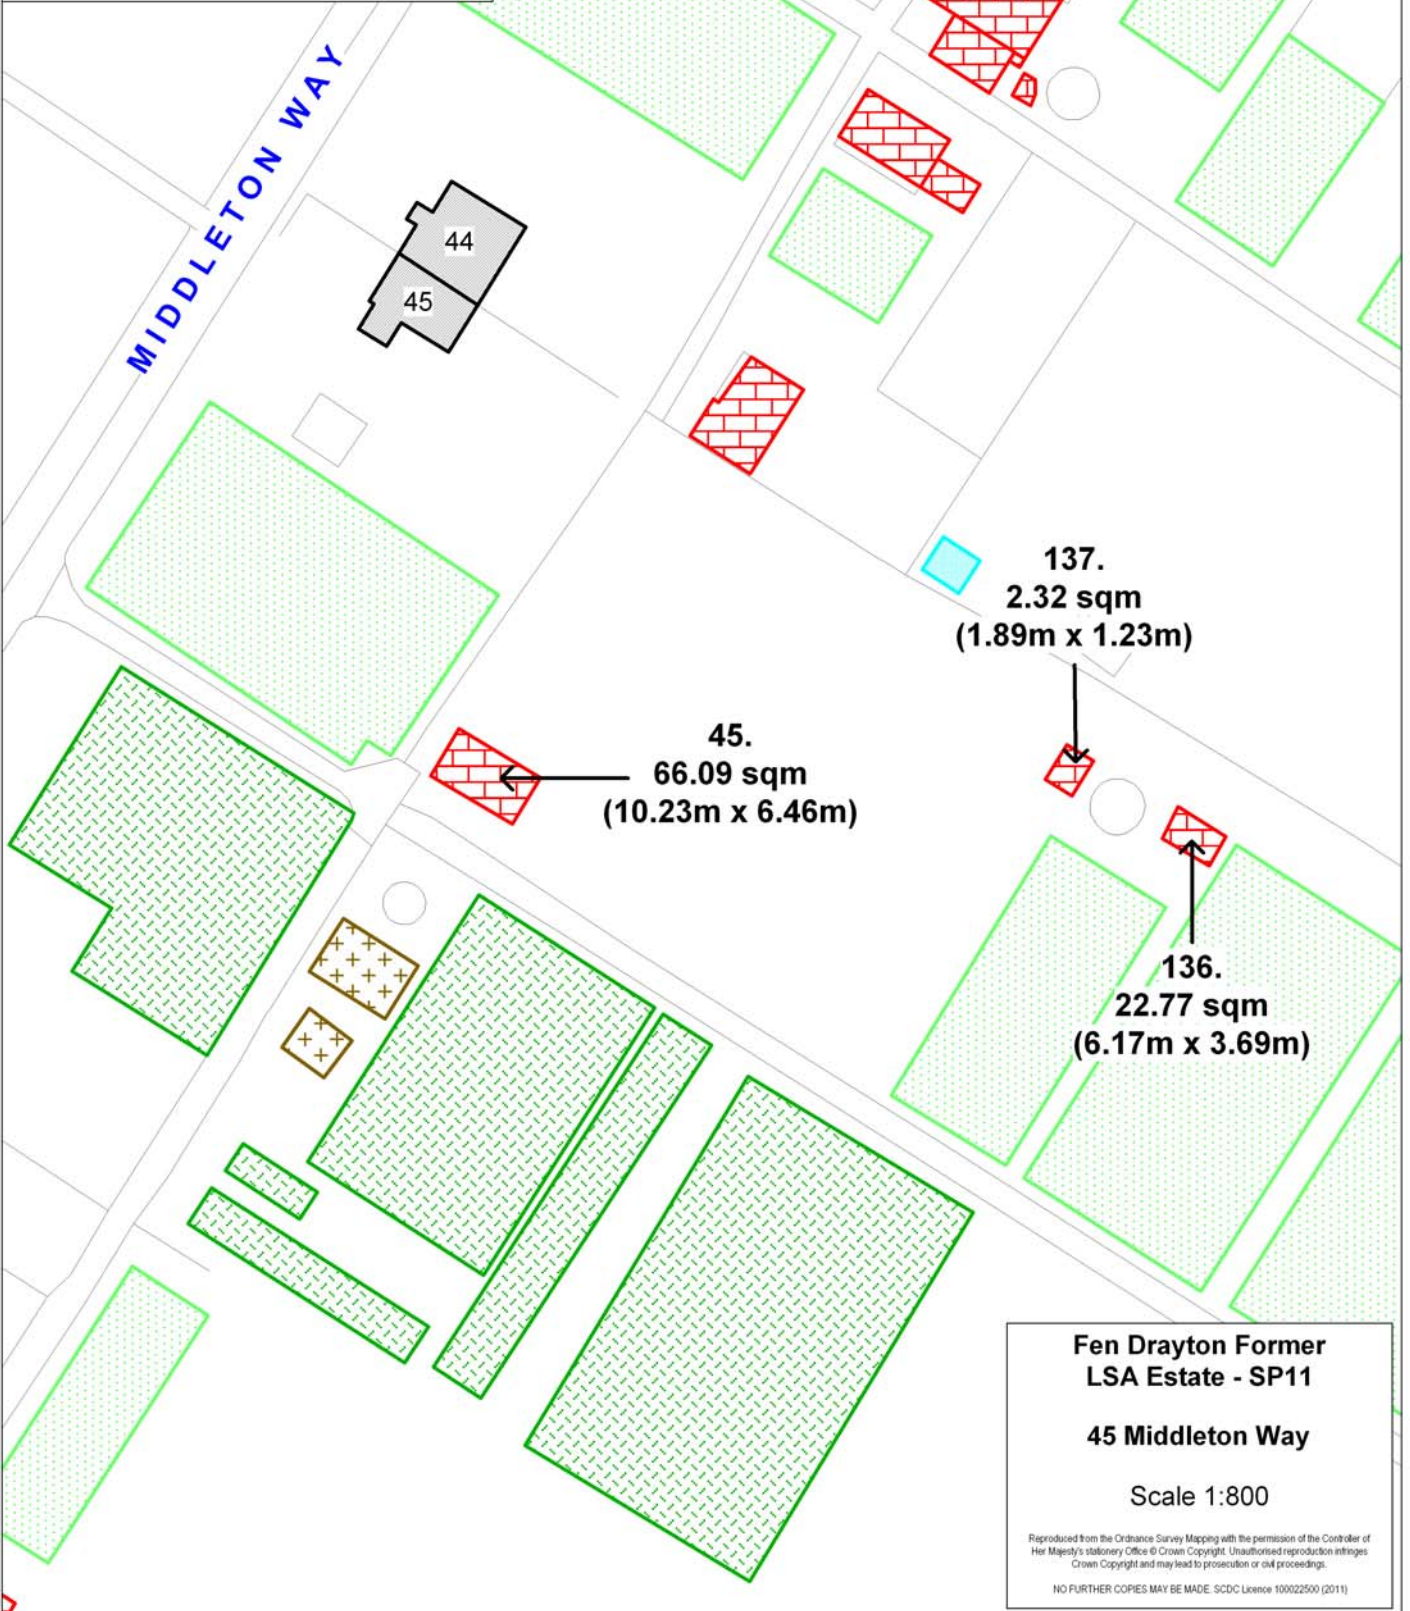 MIDDLETON WAY
44
45
137.
2.32 sqm
(1.89m x 1.23m)
45.
66.09 sqm
(10.23m x 6.46m)
136.
22.77 sqm
(6.17m x 3.69m)
Fen Drayton Former
LSA Estate - SP11
45 Middleton Way
Scale 1:800
Reproduced from the Ordnance Survey Mapping with the permission of the Controller of
Her Majesty's stationery Office © Crown Copyright. Unauthorised reproduction infringes
Crown Copyright and may lead to prosecution or civil proceedings.
NO FURTHER COPIES MAY BE MADE. SCDC Licence 100022500 (2011)